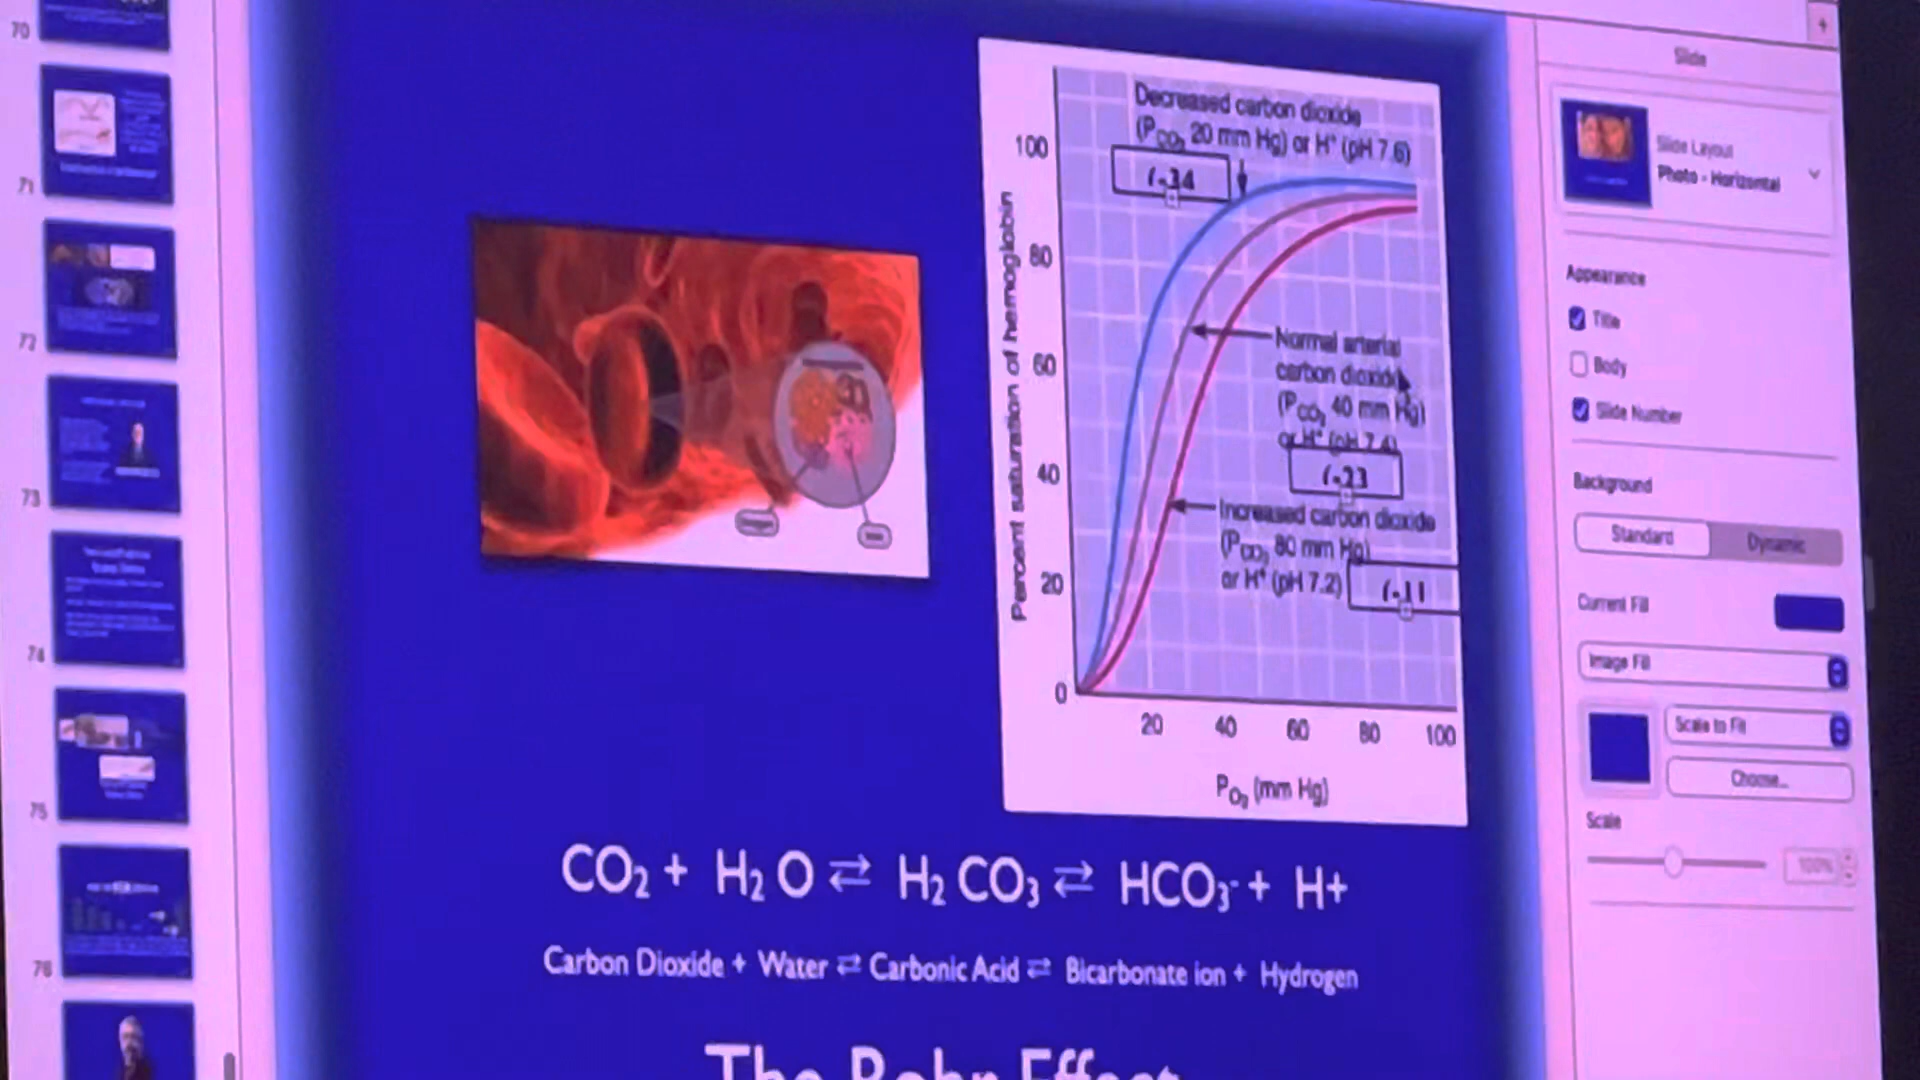 70
71
72
73
74
75
76
Decreased carbon dioxide
(PCO₂ 20 mm Hg) or H⁺ (pH 7.6)
100
80
60
40
20
0
Percent saturation of hemoglobin
Normal arterial
carbon dioxide
(PCO₂ 40 mm Hg)
or H⁺ (pH 7.4)
Increased carbon dioxide
(PCO₂ 80 mm Hg)
or H⁺ (pH 7.2)
20 40 60 80 100
PO₂ (mm Hg)
CO₂ + H₂ O ⇄ H₂ CO₃ ⇄ HCO₃⁻ + H+
Carbon Dioxide + Water ⇄ Carbonic Acid ⇄ Bicarbonate ion + Hydrogen
The Bohr Effect
+
Slide
Slide Layout
Photo - Horizontal
Appearance
Title
Body
Slide Number
Background
Standard Dynamic
Current Fill
Image Fill
Scale to Fit
Choose...
Scale
100%